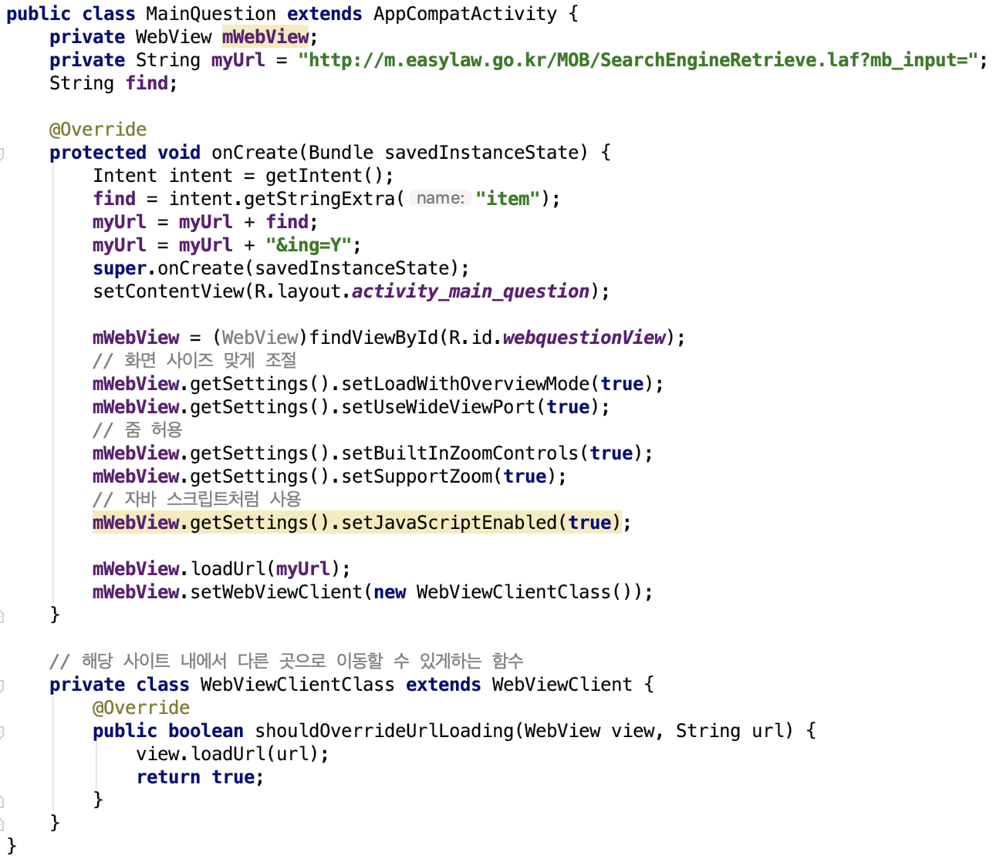 public class MainQuestion extends AppCompatActivity {
    private WebView mWebView;
    private String myUrl = "http://m.easylaw.go.kr/MOB/SearchEngineRetrieve.laf?mb_input=";
    String find;
    @Override
    protected void onCreate(Bundle savedInstanceState) {
        Intent intent = getIntent();
        find = intent.getStringExtra( name: "item");
        myUrl = myUrl + find;
        myUrl = myUrl + "&ing=Y";
        super.onCreate(savedInstanceState);
        setContentView(R.layout.activity_main_question);
        mWebView = (WebView)findViewById(R.id.webquestionView);
        // 화면 사이즈 맞게 조절
        mWebView.getSettings().setLoadWithOverviewMode(true);
        mWebView.getSettings().setUseWideViewPort(true);
        // 줌 허용
        mWebView.getSettings().setBuiltInZoomControls(true);
        mWebView.getSettings().setSupportZoom(true);
        // 자바 스크립트처럼 사용
        mWebView.getSettings().setJavaScriptEnabled(true);
        mWebView.loadUrl(myUrl);
        mWebView.setWebViewClient(new WebViewClientClass());
    }
    // 해당 사이트 내에서 다른 곳으로 이동할 수 있게하는 함수
    private class WebViewClientClass extends WebViewClient {
        @Override
        public boolean shouldOverrideUrlLoading(WebView view, String url) {
            view.loadUrl(url);
            return true;
        }
    }
}